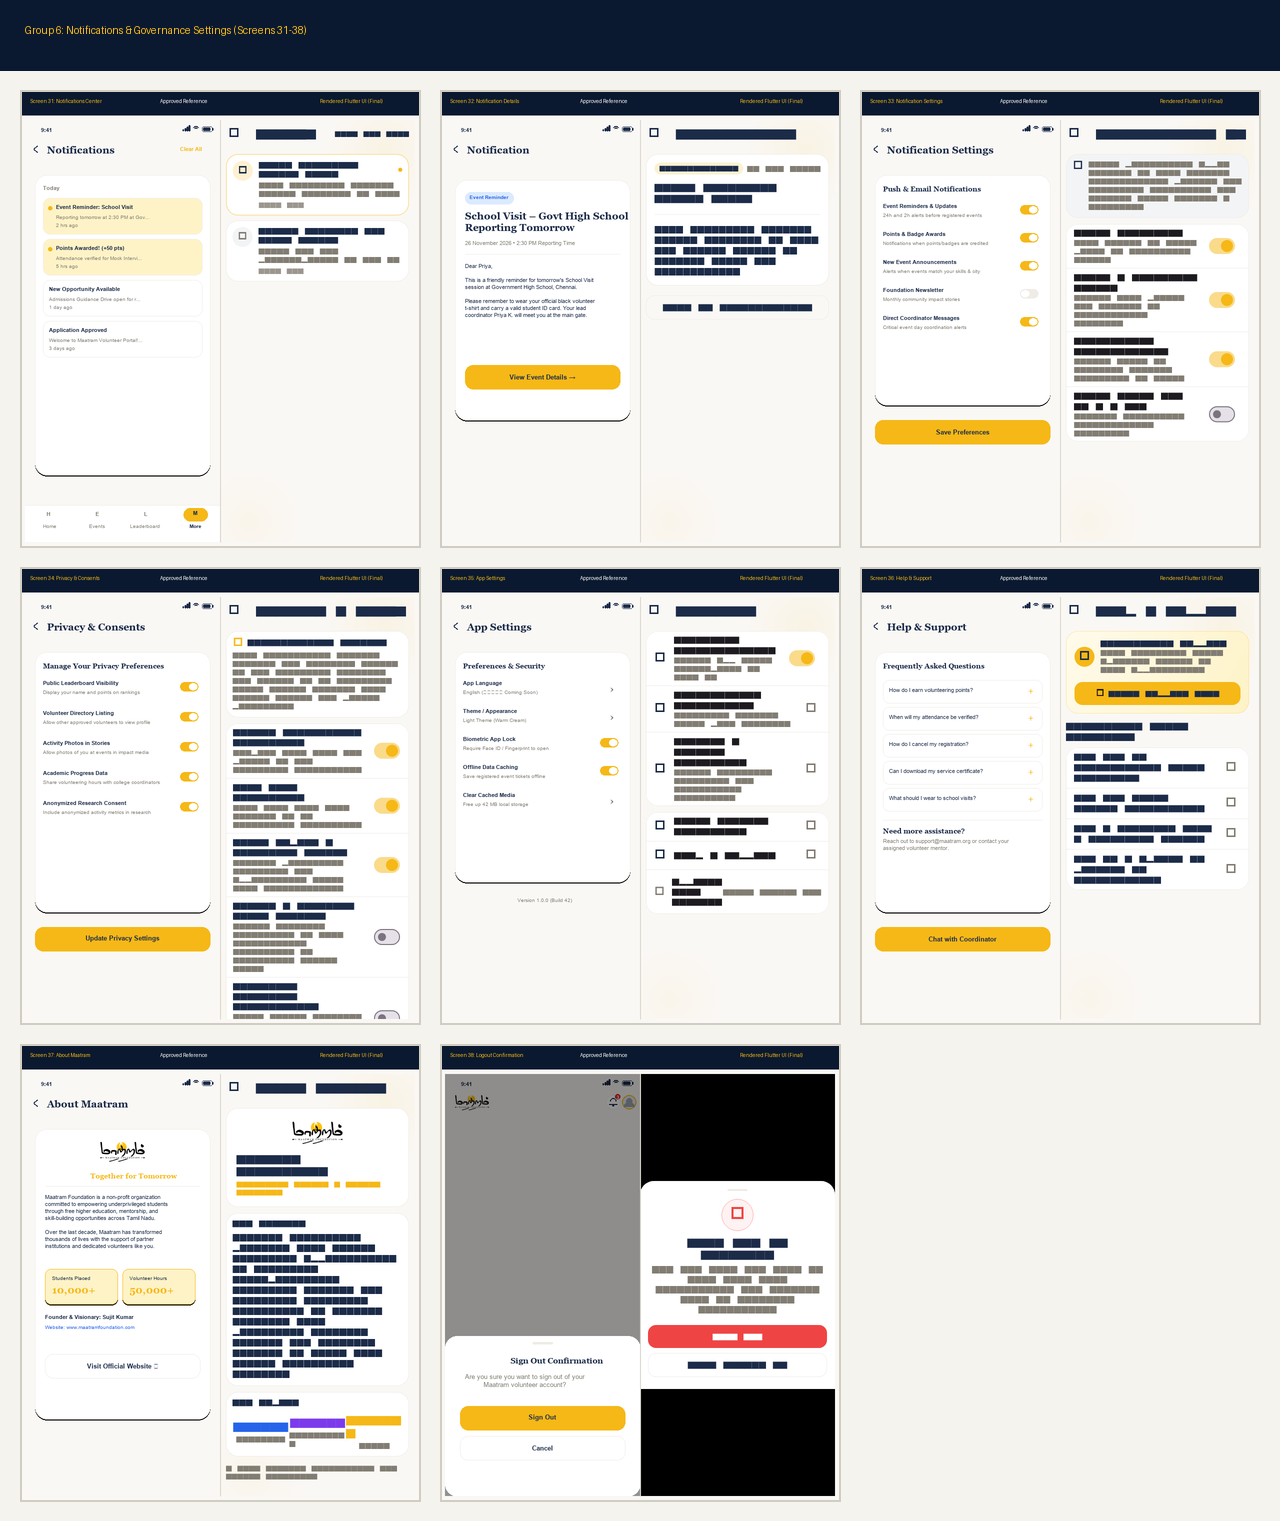 Group 6: Notifications & Governance Settings (Screens 31-38)
Screen 31: Notifications Center
Approved Reference
Rendered Flutter UI (Final)
9:41
Notifications
Clear All
Today
Event Reminder: School Visit
Reporting tomorrow at 2:30 PM at Gov...
2 hrs ago
Points Awarded! (+50 pts)
Attendance verified for Mock Intervi...
5 hrs ago
New Opportunity Available
Admissions Guidance Drive open for r...
1 day ago
Application Approved
Welcome to Maatram Volunteer Portal!...
3 days ago
H
E
L
M
Home
Events
Leaderboard
More
Screen 32: Notification Details
Approved Reference
Rendered Flutter UI (Final)
9:41
Notification
Event Reminder
School Visit – Govt High School
Reporting Tomorrow
26 November 2026 • 2:30 PM Reporting Time
Dear Priya,
This is a friendly reminder for tomorrow's School Visit
session at Government High School, Chennai.
Please remember to wear your official black volunteer
t-shirt and carry a valid student ID card. Your lead
coordinator Priya K. will meet you at the main gate.
View Event Details →
Screen 33: Notification Settings
Approved Reference
Rendered Flutter UI (Final)
9:41
Notification Settings
Push & Email Notifications
Event Reminders & Updates
24h and 2h alerts before registered events
Points & Badge Awards
Notifications when points/badges are credited
New Event Announcements
Alerts when events match your skills & city
Foundation Newsletter
Monthly community impact stories
Direct Coordinator Messages
Critical event day coordination alerts
Save Preferences
Screen 34: Privacy & Consents
Approved Reference
Rendered Flutter UI (Final)
9:41
Privacy & Consents
Manage Your Privacy Preferences
Public Leaderboard Visibility
Display your name and points on rankings
Volunteer Directory Listing
Allow other approved volunteers to view profile
Activity Photos in Stories
Allow photos of you at events in impact media
Academic Progress Data
Share volunteering hours with college coordinators
Anonymized Research Consent
Include anonymized activity metrics in research
Update Privacy Settings
Screen 35: App Settings
Approved Reference
Rendered Flutter UI (Final)
9:41
App Settings
Preferences & Security
App Language
English (▯▯▯▯▯ Coming Soon)
Theme / Appearance
Light Theme (Warm Cream)
Biometric App Lock
Require Face ID / Fingerprint to open
Offline Data Caching
Save registered event tickets offline
Clear Cached Media
Free up 42 MB local storage
Version 1.0.0 (Build 42)
Screen 36: Help & Support
Approved Reference
Rendered Flutter UI (Final)
9:41
Help & Support
Frequently Asked Questions
How do I earn volunteering points?
+
When will my attendance be verified?
+
How do I cancel my registration?
+
Can I download my service certificate?
+
What should I wear to school visits?
+
Need more assistance?
Reach out to support@maatram.org or contact your
assigned volunteer mentor.
Chat with Coordinator
Screen 37: About Maatram
Approved Reference
Rendered Flutter UI (Final)
9:41
About Maatram
மாற்றம்
Together for Tomorrow
Maatram Foundation is a non-profit organization
committed to empowering underprivileged students
through free higher education, mentorship, and
skill-building opportunities across Tamil Nadu.
Over the last decade, Maatram has transformed
thousands of lives with the support of partner
institutions and dedicated volunteers like you.
Students Placed
10,000+
Volunteer Hours
50,000+
Founder & Visionary: Sujit Kumar
Website: www.maatramfoundation.com
Visit Official Website ▯
மாற்றம்
Screen 38: Logout Confirmation
Approved Reference
Rendered Flutter UI (Final)
9:41
மாற்றம்
Sign Out Confirmation
Are you sure you want to sign out of your
Maatram volunteer account?
Sign Out
Cancel